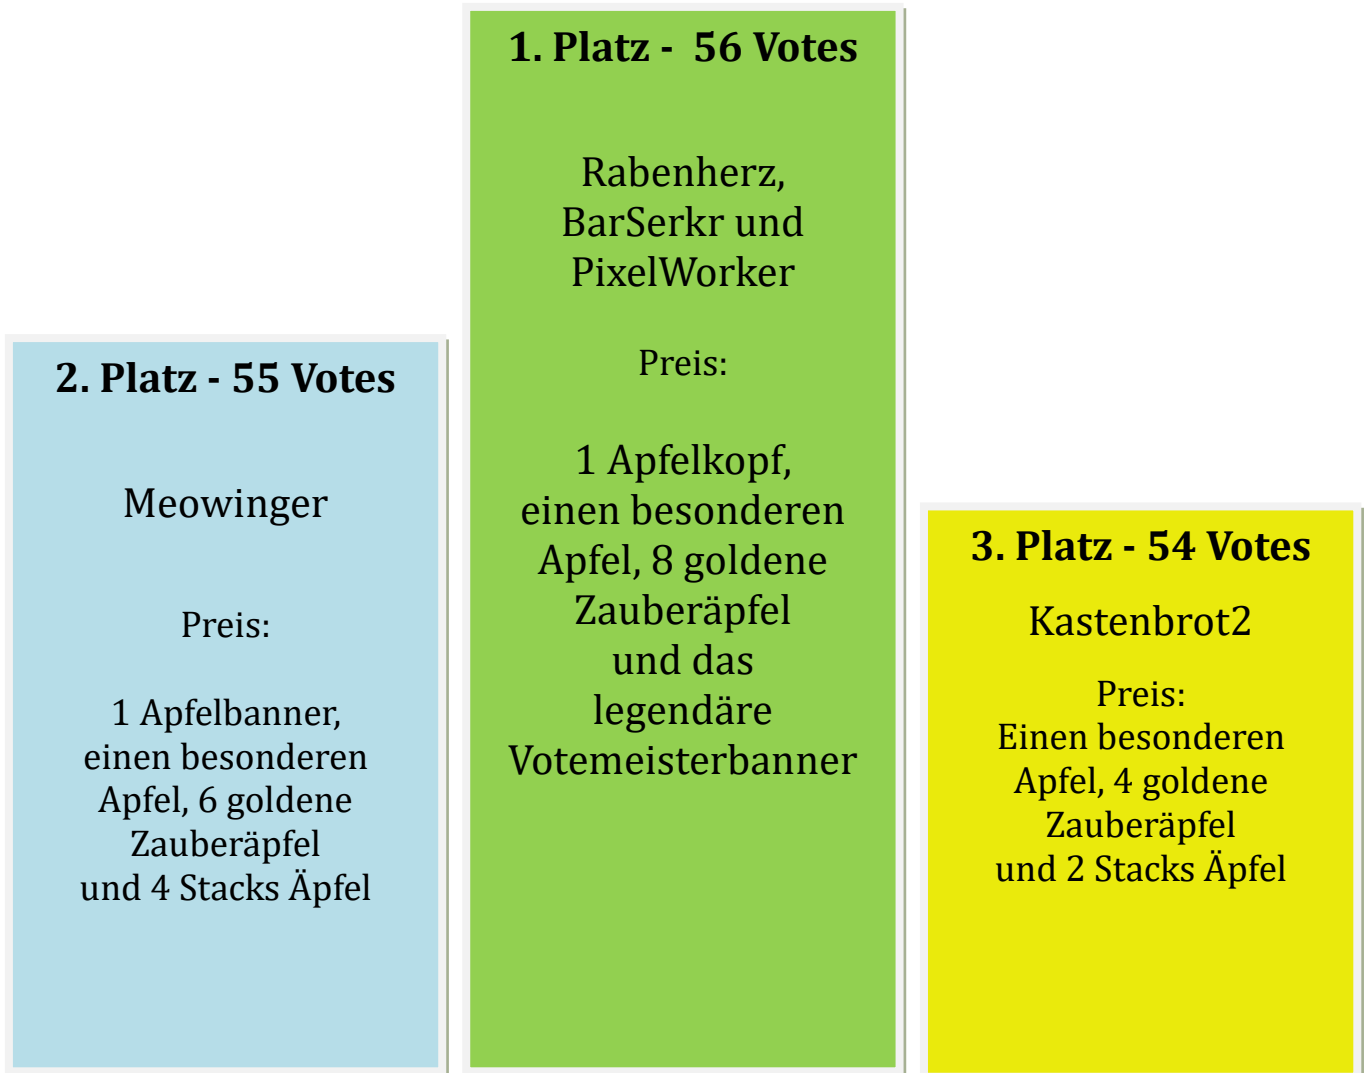 1. Platz - 56 Votes
Rabenherz,
BarSerkr und
PixelWorker
Preis:
1 Apfelkopf,
einen besonderen
Apfel, 8 goldene
Zauberäpfel
und das
legendäre
Votemeisterbanner
2. Platz - 55 Votes
Meowinger
Preis:
1 Apfelbanner,
einen besonderen
Apfel, 6 goldene
Zauberäpfel
und 4 Stacks Äpfel
3. Platz - 54 Votes
Kastenbrot2
Preis:
Einen besonderen
Apfel, 4 goldene
Zauberäpfel
und 2 Stacks Äpfel